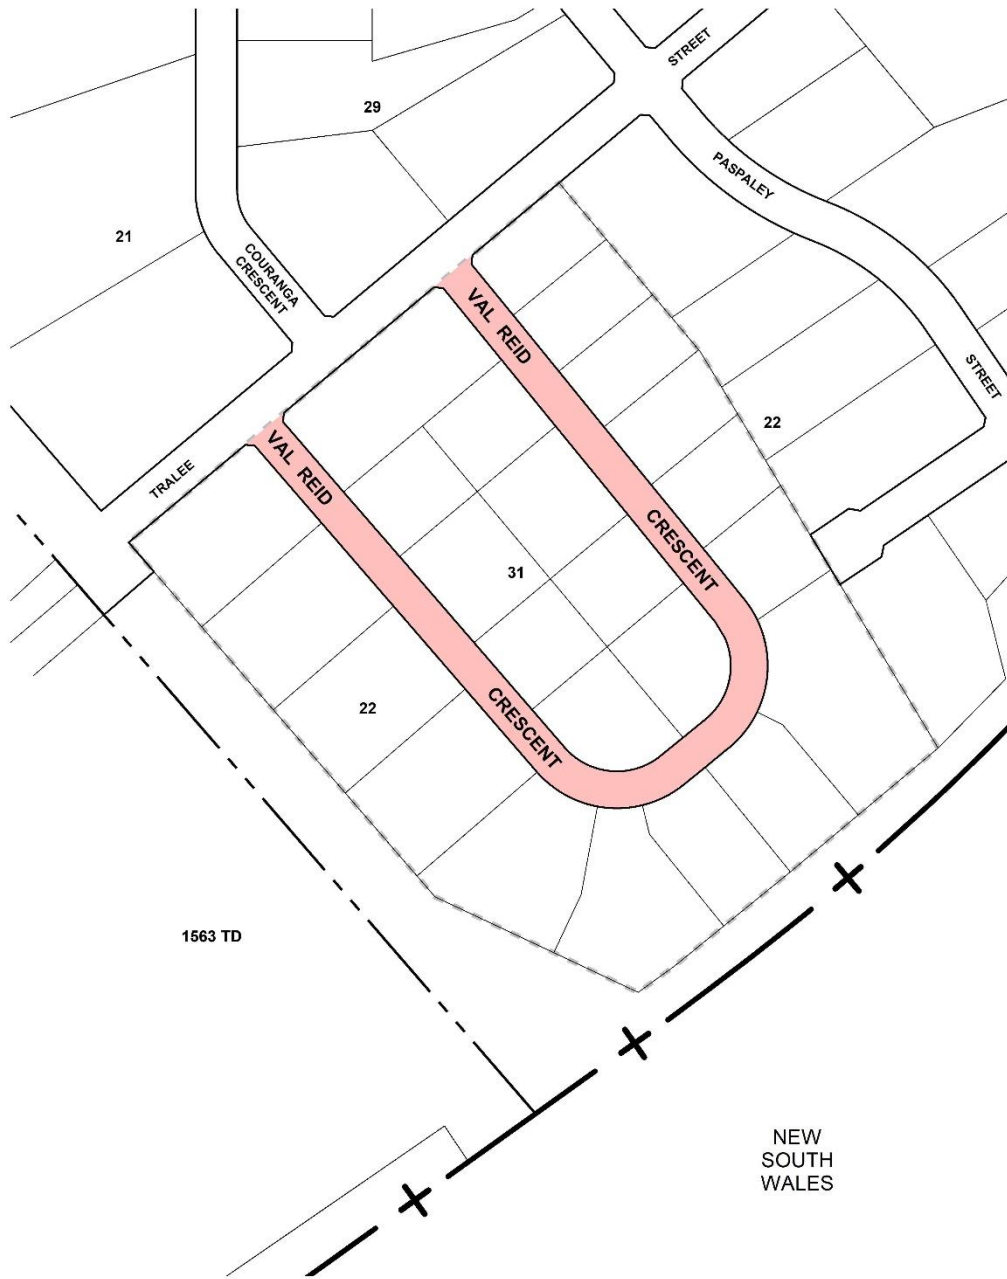 STREET
29
PASPALEY
21
COURANGA
CRESCENT
VAL REID
STREET
22
VAL REID
TRALEE
CRESCENT
31
22
CRESCENT
1563 TD
NEW
SOUTH
WALES